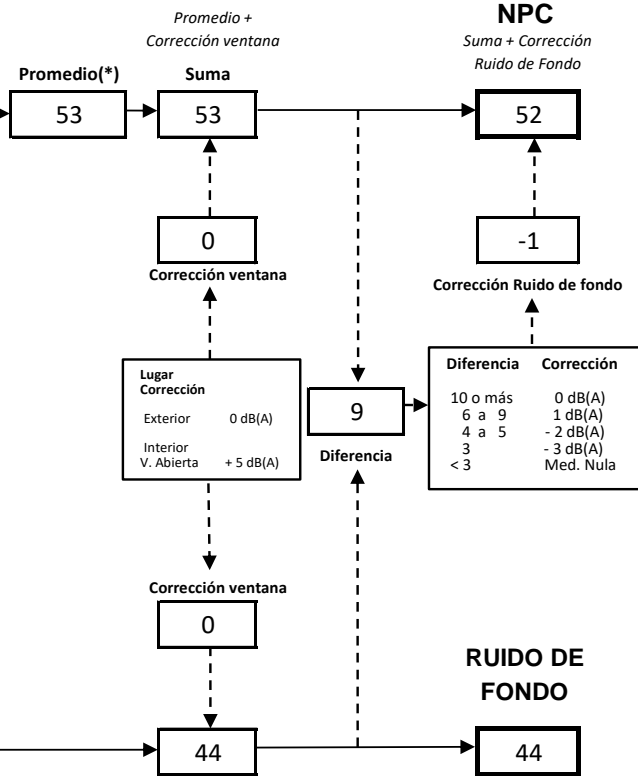 Promedio +
Corrección ventana
NPC
Suma + Corrección
Ruido de Fondo
Promedio(*)
Suma
53
53
52
0
-1
Corrección ventana
Corrección Ruido de fondo
Lugar
Corrección
Exterior 0 dB(A)
Interior
V. Abierta + 5 dB(A)
9
Diferencia
Diferencia Corrección
10 o más 0 dB(A)
6 a 9 1 dB(A)
4 a 5 - 2 dB(A)
3 - 3 dB(A)
< 3 Med. Nula
Corrección ventana
0
RUIDO DE
FONDO
44
44